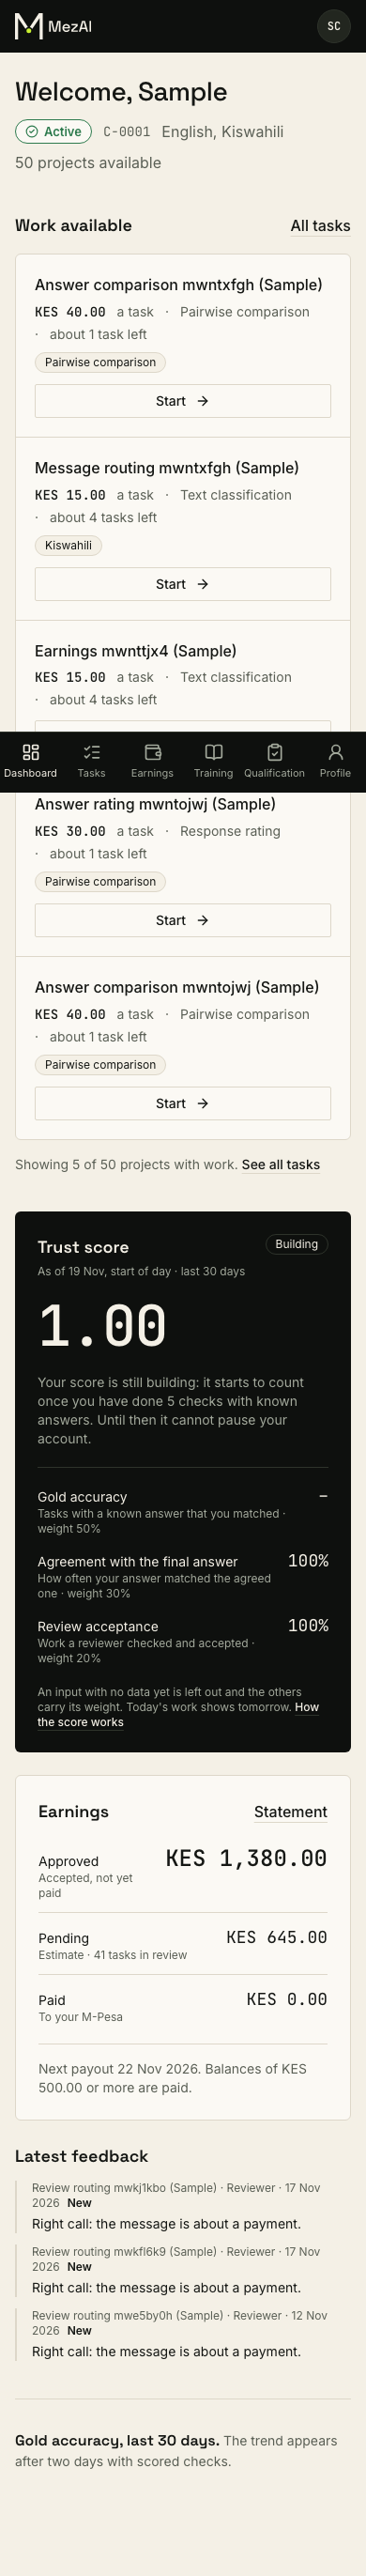 MezAI
SC
Welcome, Sample
Active C-0001 English, Kiswahili
50 projects available
Work available All tasks
Answer comparison mwntxfgh (Sample)
KES 40.00 a task · Pairwise comparison
· about 1 task left
Pairwise comparison
Start →
Message routing mwntxfgh (Sample)
KES 15.00 a task · Text classification
· about 4 tasks left
Kiswahili
Start →
Earnings mwnttjx4 (Sample)
KES 15.00 a task · Text classification
· about 4 tasks left
Dashboard Tasks Earnings Training Qualification Profile
Answer rating mwntojwj (Sample)
KES 30.00 a task · Response rating
· about 1 task left
Pairwise comparison
Start →
Answer comparison mwntojwj (Sample)
KES 40.00 a task · Pairwise comparison
· about 1 task left
Pairwise comparison
Start →
Showing 5 of 50 projects with work. See all tasks
Trust score Building
As of 19 Nov, start of day · last 30 days
1.00
Your score is still building: it starts to count
once you have done 5 checks with known
answers. Until then it cannot pause your
account.
Gold accuracy –
Tasks with a known answer that you matched ·
weight 50%
Agreement with the final answer 100%
How often your answer matched the agreed
one · weight 30%
Review acceptance 100%
Work a reviewer checked and accepted ·
weight 20%
An input with no data yet is left out and the others
carry its weight. Today's work shows tomorrow. How
the score works
Earnings Statement
Approved KES 1,380.00
Accepted, not yet
paid
Pending KES 645.00
Estimate · 41 tasks in review
Paid KES 0.00
To your M-Pesa
Next payout 22 Nov 2026. Balances of KES
500.00 or more are paid.
Latest feedback
Review routing mwkj1kbo (Sample) · Reviewer · 17 Nov
2026 New
Right call: the message is about a payment.
Review routing mwkfl6k9 (Sample) · Reviewer · 17 Nov
2026 New
Right call: the message is about a payment.
Review routing mwe5by0h (Sample) · Reviewer · 12 Nov
2026 New
Right call: the message is about a payment.
Gold accuracy, last 30 days. The trend appears
after two days with scored checks.